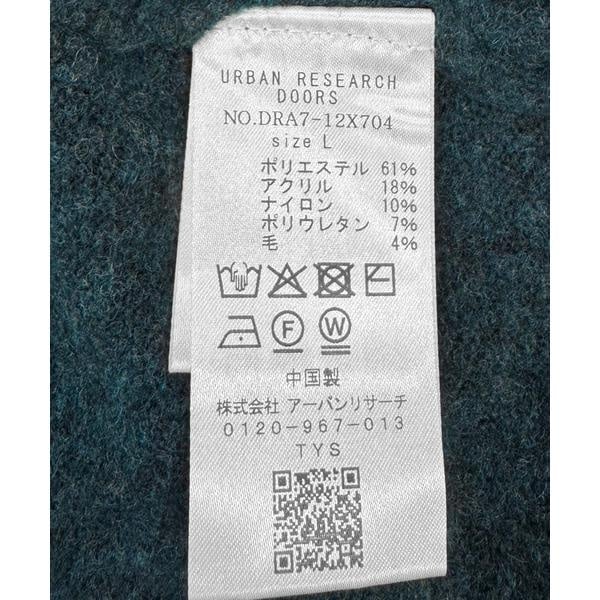 URBAN RESEARCH
DOORS
NO.DRA7-12X704
size L
ポリエステル 61%
アクリル 18%
ナイロン 10%
ポリウレタン 7%
毛 4%
F W
中国製
株式会社 アーバンリサーチ
0120-967-013
TYS